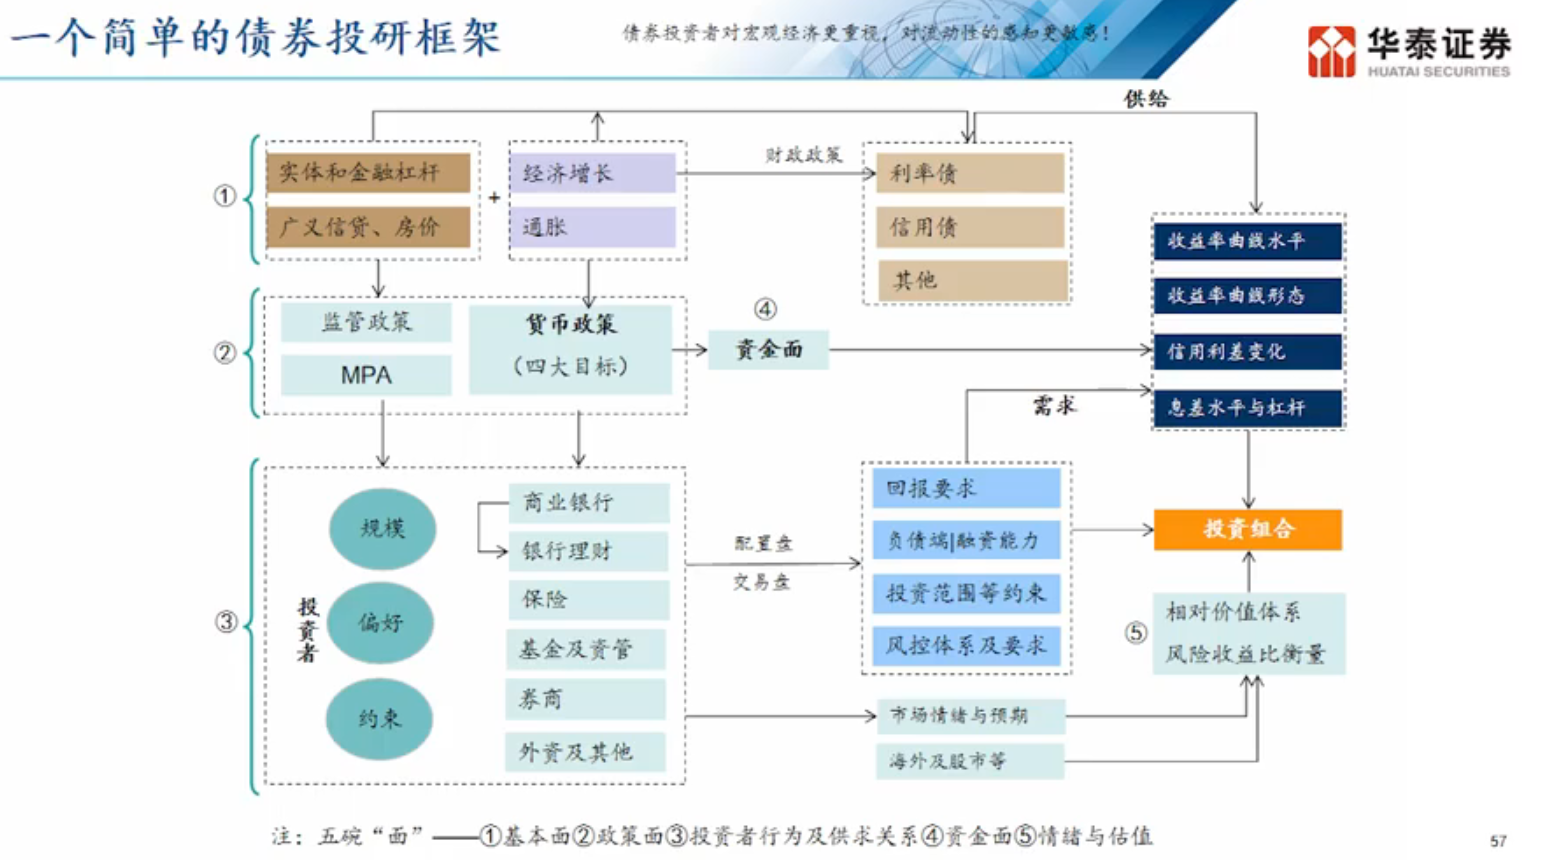 一个简单的债券投研框架
债券投资者对宏观经济更重视，对流动性的感知更敏感！
华泰证券
HUATAI SECURITIES
供给
①
实体和金融杠杆
广义信贷、房价
+
经济增长
通胀
财政政策
利率债
信用债
其他
收益率曲线水平
收益率曲线形态
信用利差变化
息差水平与杠杆
②
监管政策
MPA
货币政策
（四大目标）
④
资金面
需求
③
投资者
规模
偏好
约束
商业银行
银行理财
保险
基金及资管
券商
外资及其他
配置盘
交易盘
回报要求
负债端|融资能力
投资范围等约束
风控体系及要求
投资组合
⑤
相对价值体系
风险收益比衡量
市场情绪与预期
海外及股市等
注：五碗“面”——①基本面②政策面③投资者行为及供求关系④资金面⑤情绪与估值
57